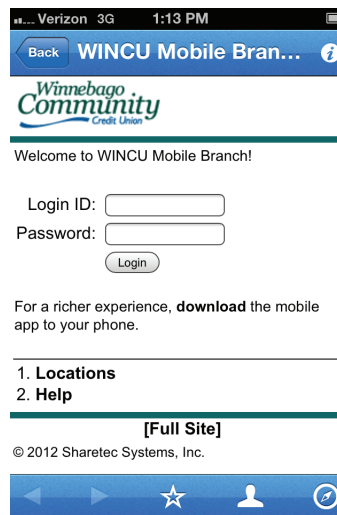 Verizon 3G 1:13 PM
Back WINCU Mobile Bran...
Winnebago
Community
Credit Union
Welcome to WINCU Mobile Branch!
Login ID:
Password:
Login
For a richer experience, download the mobile
app to your phone.
1. Locations
2. Help
[Full Site]
© 2012 Sharetec Systems, Inc.